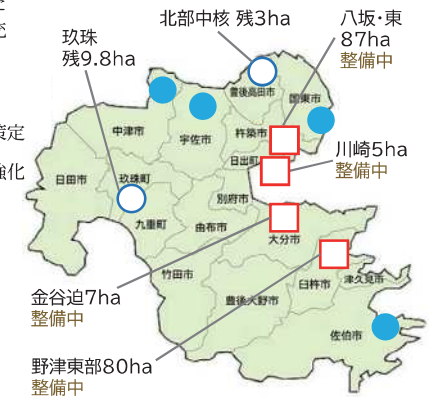 充
策定
強化
北部中核 残3ha
八坂・東
87ha
整備中
玖珠
残9.8ha
豊後高田市
国東市
中津市
宇佐市
杵築市
日出町
川崎5ha
整備中
日田市
玖珠町
別府市
九重町
由布市
大分市
竹田市
臼杵市
津久見市
豊後大野市
佐伯市
金谷迫7ha
整備中
野津東部80ha
整備中